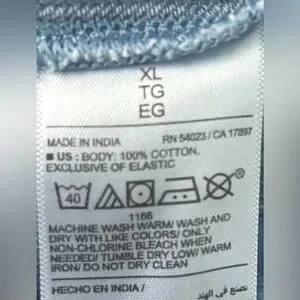 XL
TG
EG
MADE IN INDIA RN 54023 / CA 17897
■ US : BODY: 100% COTTON,
EXCLUSIVE OF ELASTIC
40
1166
MACHINE WASH WARM/ WASH AND
DRY WITH LIKE COLORS/ ONLY
NON-CHLORINE BLEACH WHEN
NEEDED/ TUMBLE DRY LOW/ WARM
IRON/ DO NOT DRY CLEAN
HECHO EN INDIA / صنع في الهند